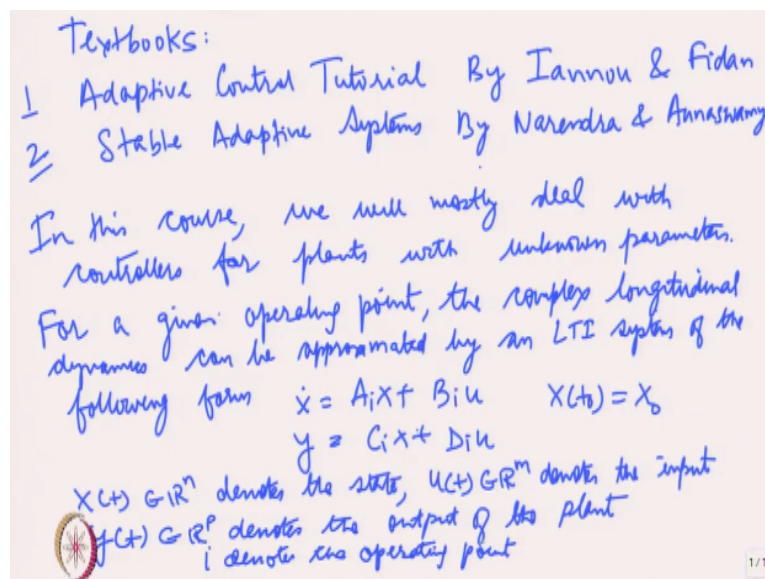 Textbooks:
1 Adaptive Control Tutorial By Iannou & Fidan
2 Stable Adaptive Systems By Narendra & Annaswamy
In this course, we will mostly deal with
controllers for plants with unknown parameters.
For a given operating point, the complex longitudinal
dynamics can be approximated by an LTI system of the
following form ẋ = Aix + Biu X(t0) = X0
y = Cix + Diu
X(t) ∈ IR^n denotes the state, U(t) ∈ R^m denotes the input
y(t) ∈ R^p denotes the output of the plant
i denotes the operating point
1/1